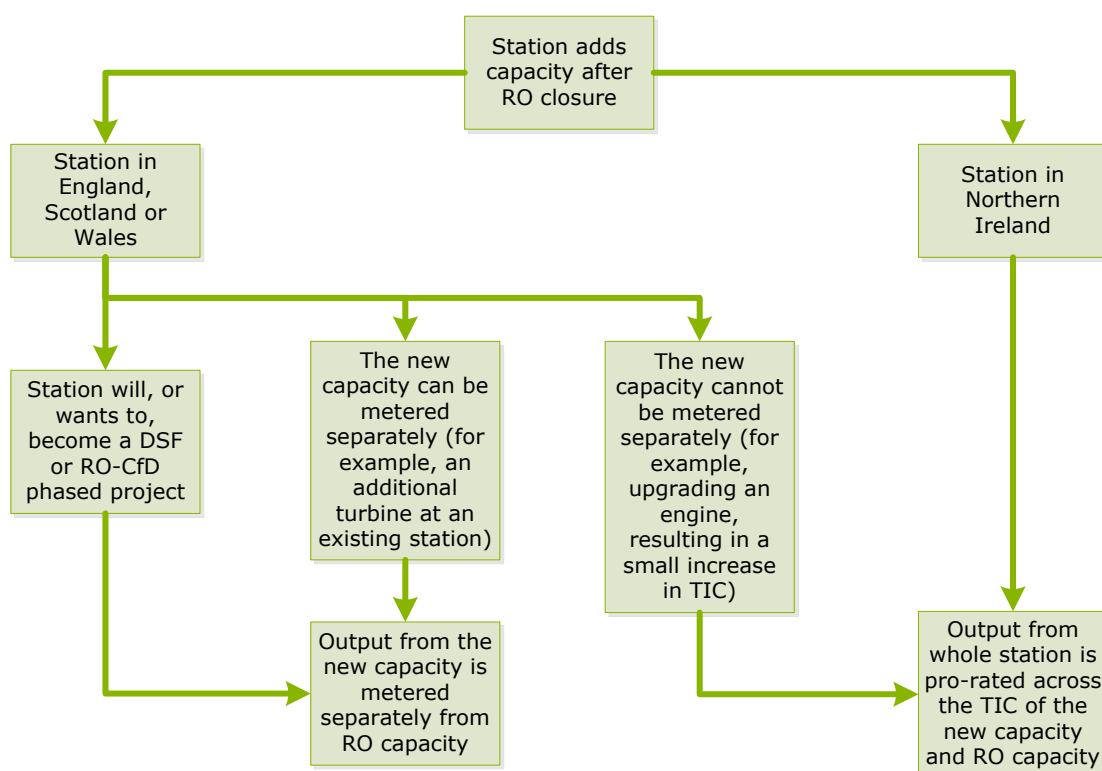 Station adds
capacity after
RO closure
Station in
England,
Scotland or
Wales
Station in
Northern
Ireland
Station will, or
wants to,
become a DSF
or RO-CfD
phased project
The new
capacity can be
metered
separately (for
example, an
additional
turbine at an
existing station)
The new
capacity cannot
be metered
separately (for
example,
upgrading an
engine,
resulting in a
small increase
in TIC)
Output from the
new capacity is
metered
separately from
RO capacity
Output from
whole station is
pro-rated across
the TIC of the
new capacity
and RO capacity